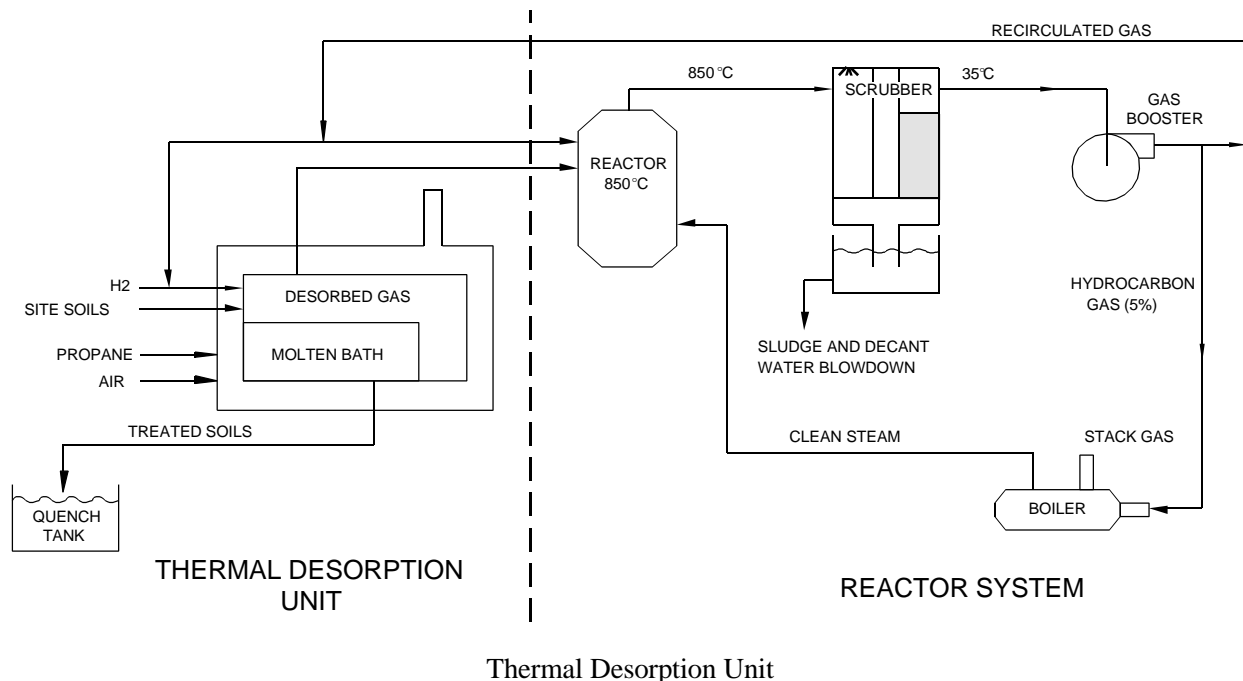 RECIRCULATED GAS
850°C
SCRUBBER
35°C
GAS
BOOSTER
REACTOR
850°C
H2
DESORBED GAS
SITE SOILS
HYDROCARBON
GAS (5%)
PROPANE
MOLTEN BATH
AIR
SLUDGE AND DECANT
WATER BLOWDOWN
TREATED SOILS
CLEAN STEAM
STACK GAS
BOILER
QUENCH
TANK
THERMAL DESORPTION
UNIT
REACTOR SYSTEM
Thermal Desorption Unit